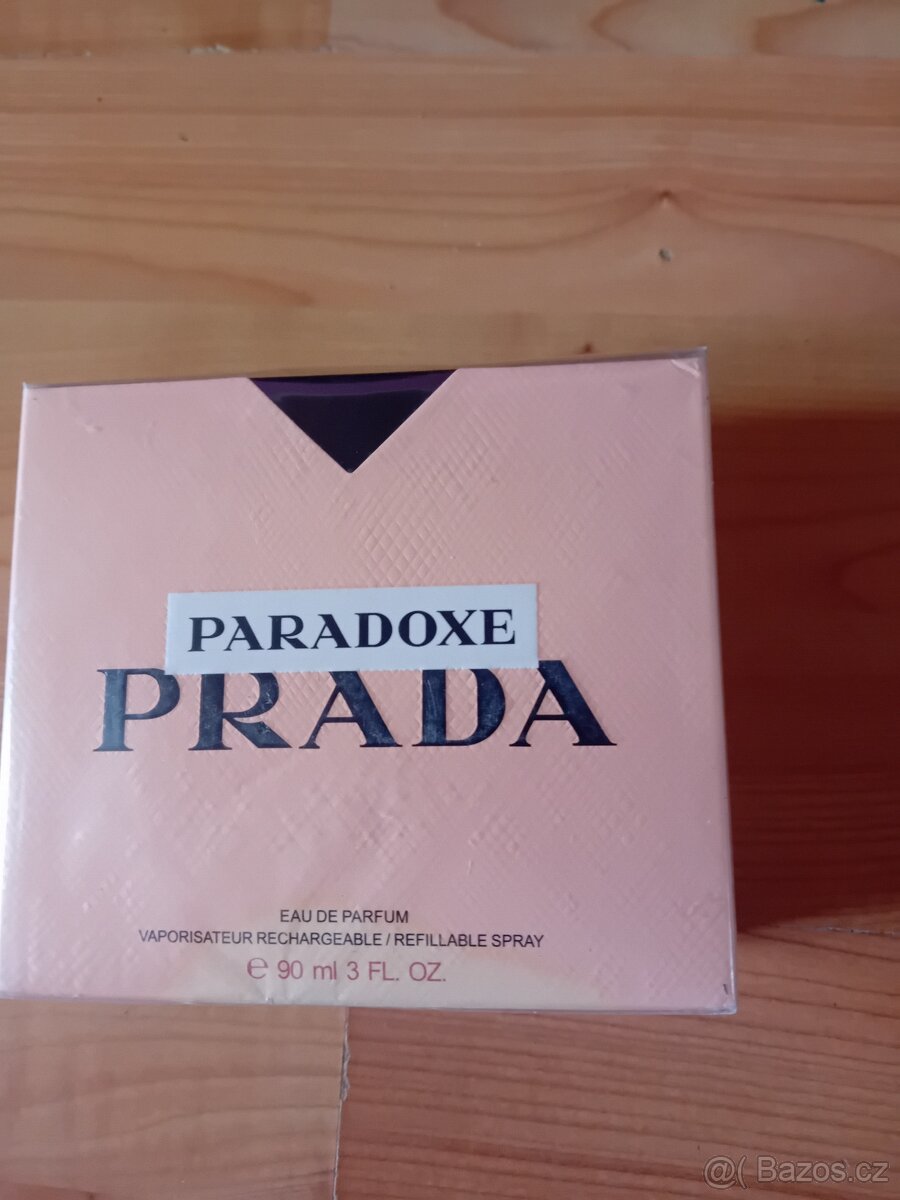 PARADOXE
PRADA
EAU DE PARFUM
VAPORISATEUR RECHARGEABLE / REFILLABLE SPRAY
℮ 90 ml 3 FL. OZ.
@( Bazos.cz